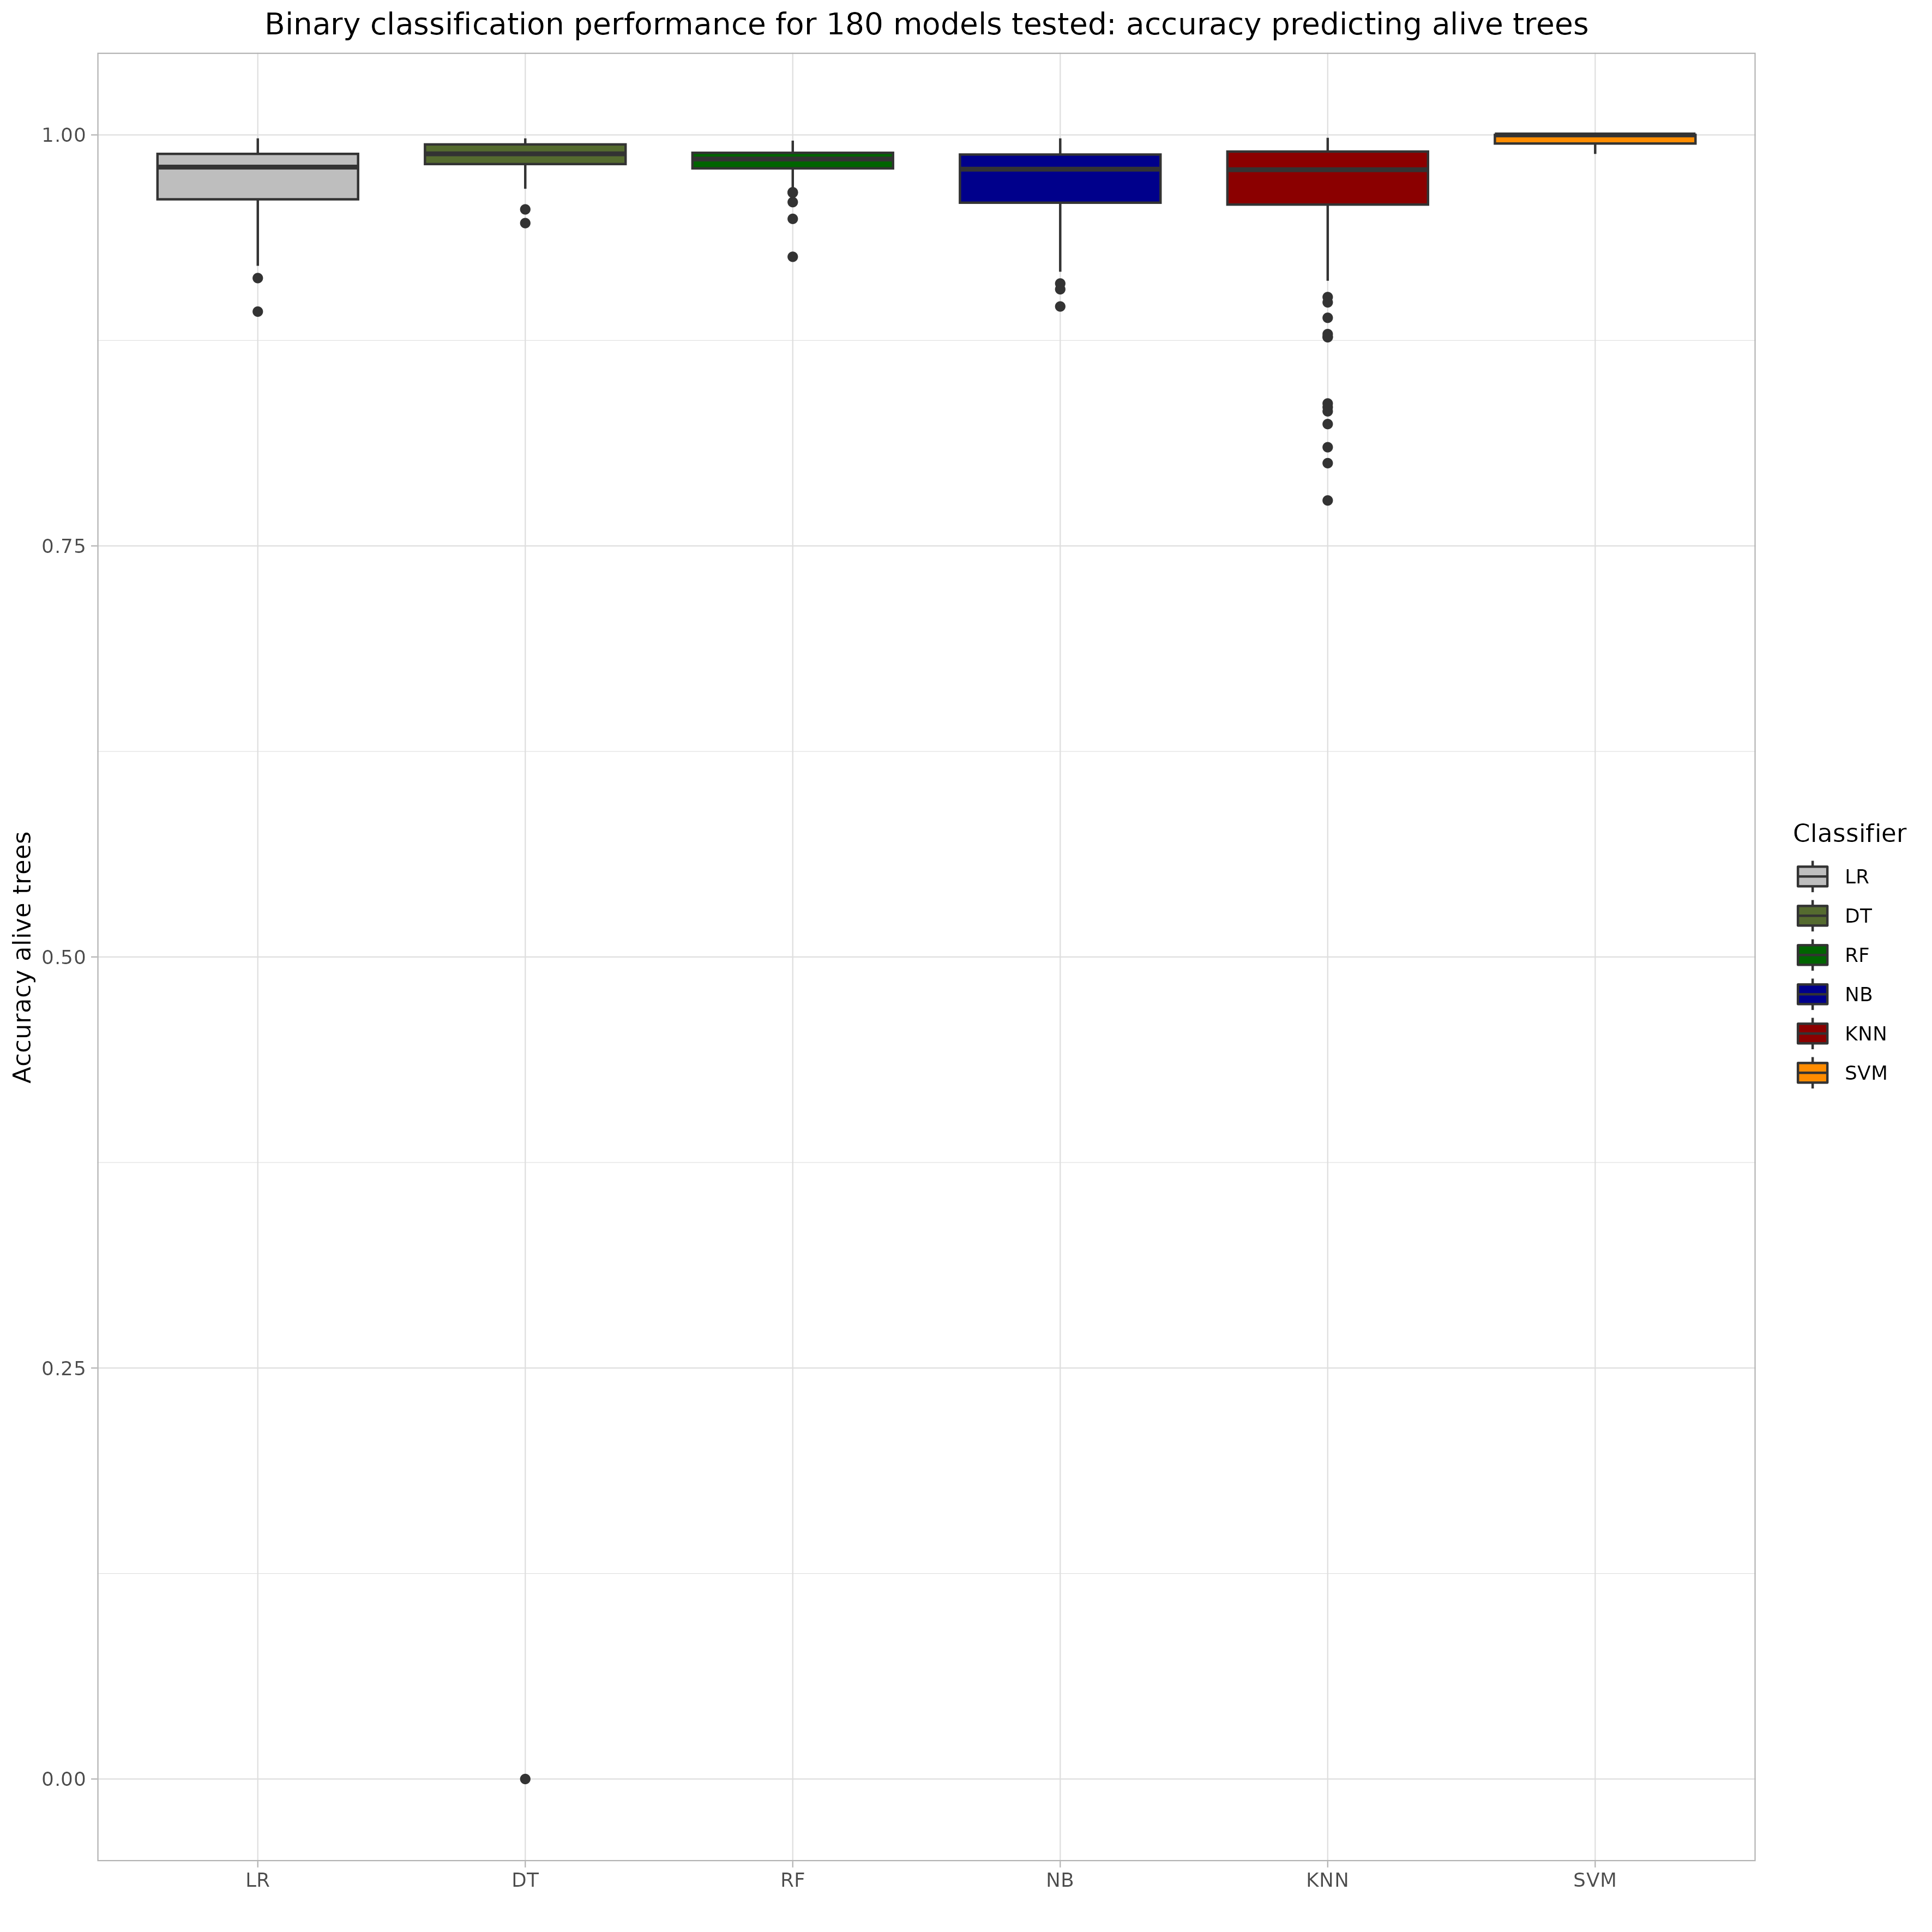 Binary classification performance for 180 models tested: accuracy predicting alive trees
Accuracy alive trees
1.00
0.75
0.50
0.25
0.00
LR
DT
RF
NB
KNN
SVM
Classifier
LR
DT
RF
NB
KNN
SVM